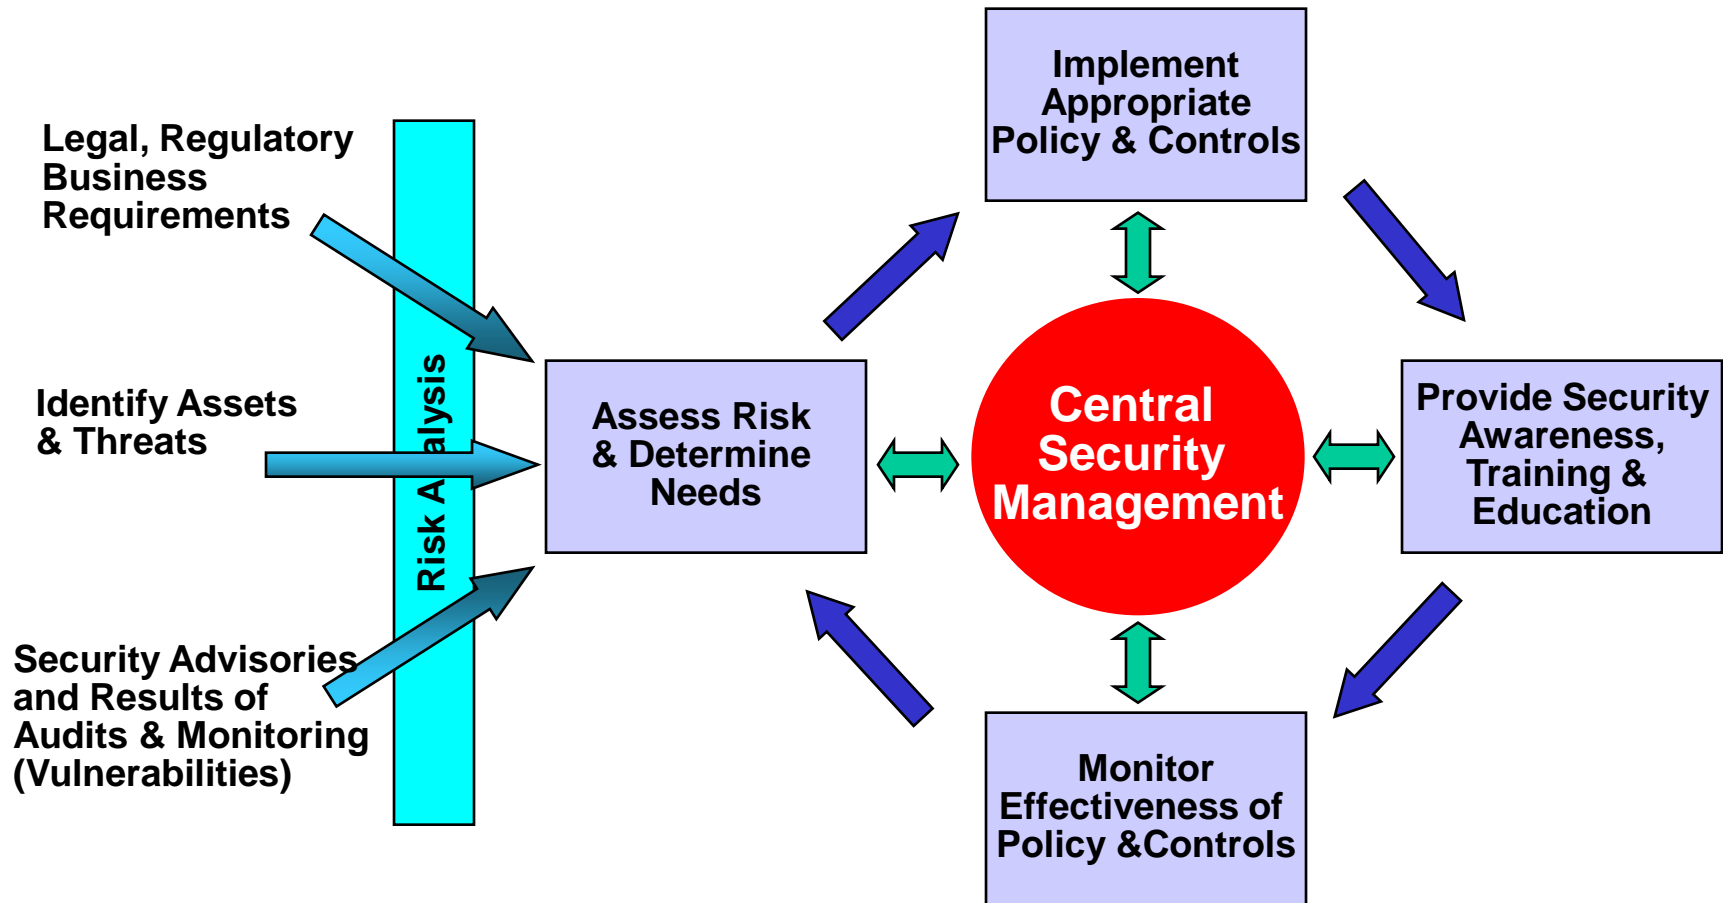 Legal, Regulatory
Business
Requirements
Identify Assets
& Threats
Security Advisories
and Results of
Audits & Monitoring
(Vulnerabilities)
Risk Analysis
Assess Risk
& Determine
Needs
Implement
Appropriate
Policy & Controls
Central
Security
Management
Provide Security
Awareness,
Training &
Education
Monitor
Effectiveness of
Policy &Controls